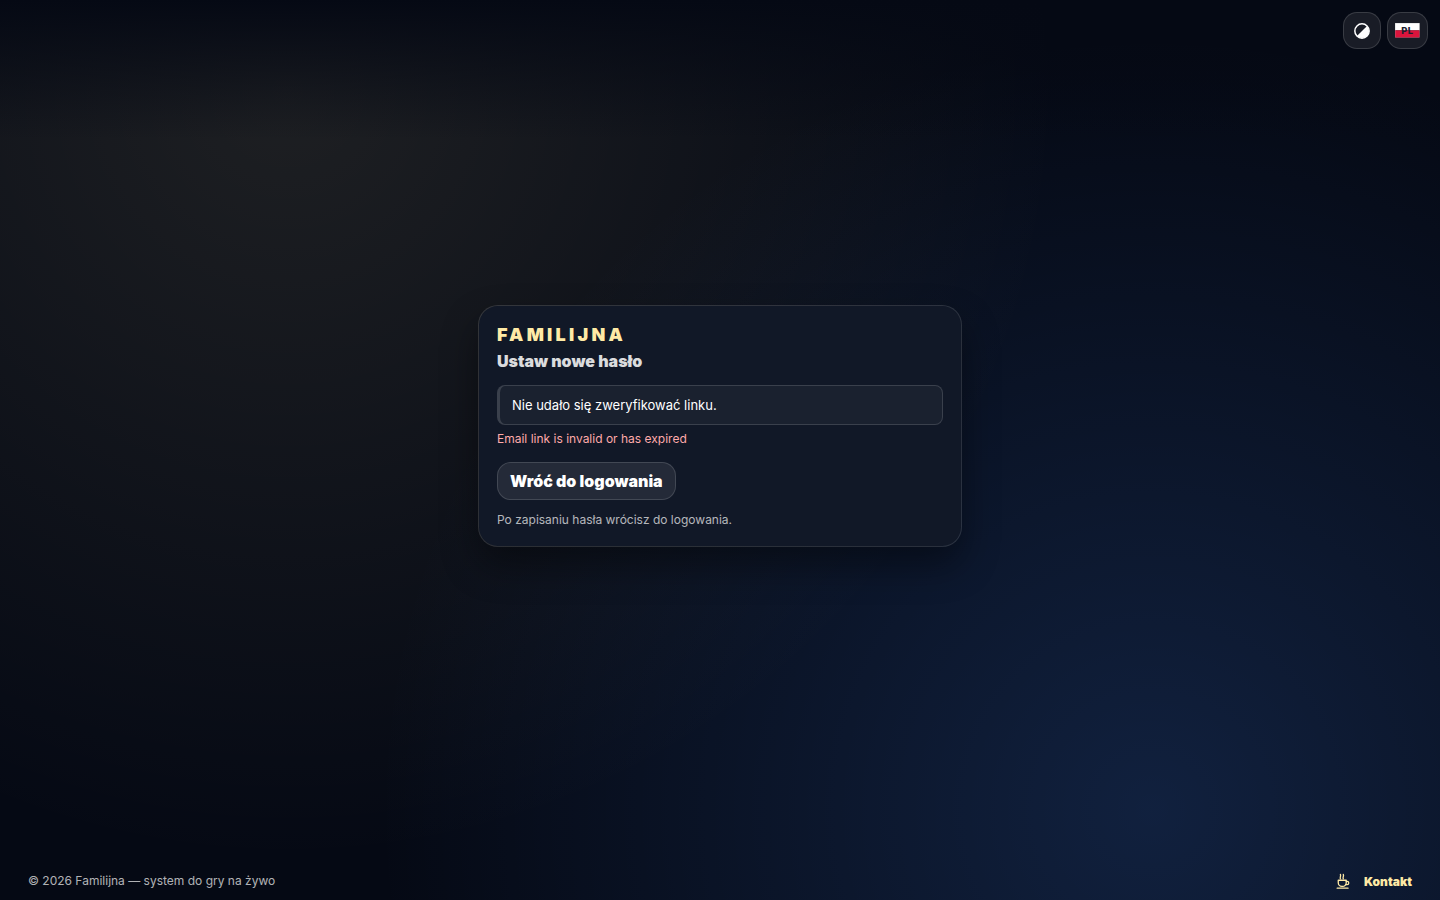 PL
FAMILIJNA
Ustaw nowe hasło
Nie udało się zweryfikować linku.
Email link is invalid or has expired
Wróć do logowania
Po zapisaniu hasła wrócisz do logowania.
© 2026 Familijna — system do gry na żywo
Kontakt